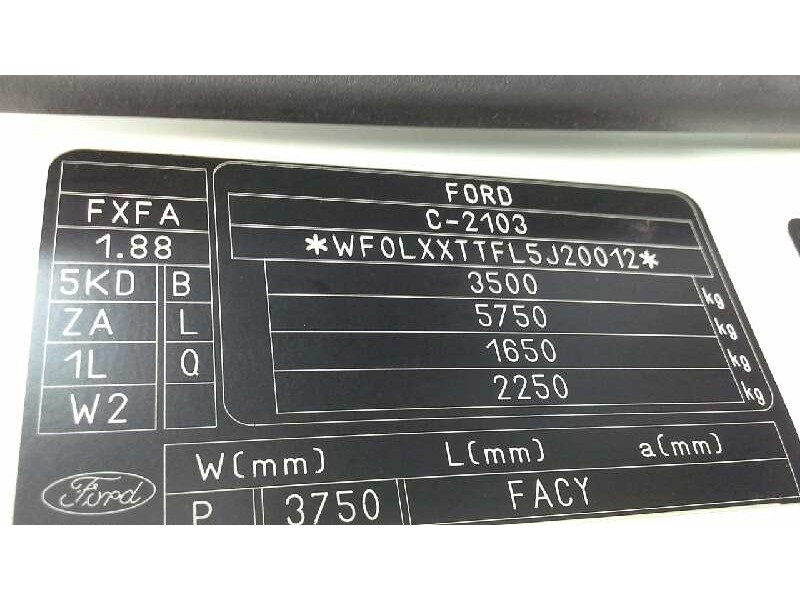 FORD
FXFA C-2103
1.88 *WF0LXXTTFL5J20012*
5KD B 3500 kg
ZA L 5750 kg
1L Q 1650 kg
W2 2250 kg
W(mm) L(mm) a(mm)
Ford
P 3750 FACY